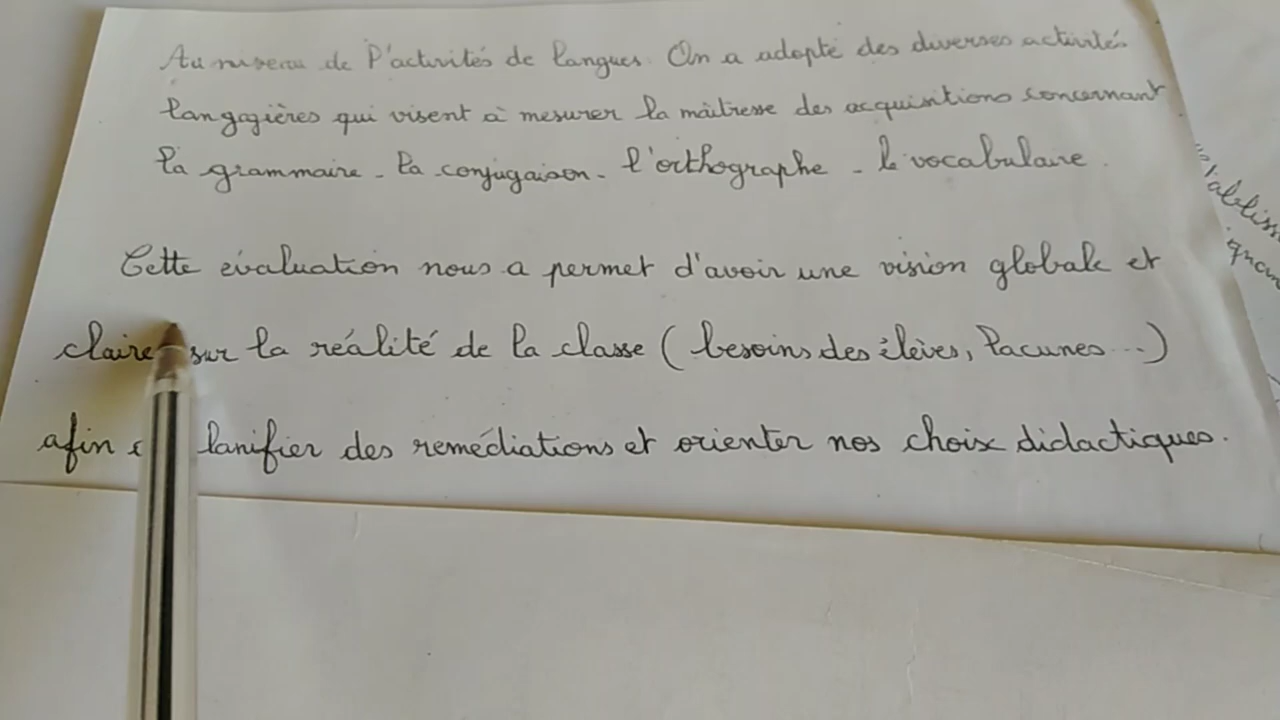 Au niveau de l'activités de langues. On a adopté des diverses activités
langagières qui visent à mesurer la maîtresse des acquisitions concernant
la grammaire - la conjugaison - l'orthographe - le vocabulaire.
Cette évaluation nous a permet d'avoir une vision globale et
claire sur la réalité de la classe (besoins des élèves, lacunes...)
afin lanifier des remédiations et orienter nos choix didactiques.